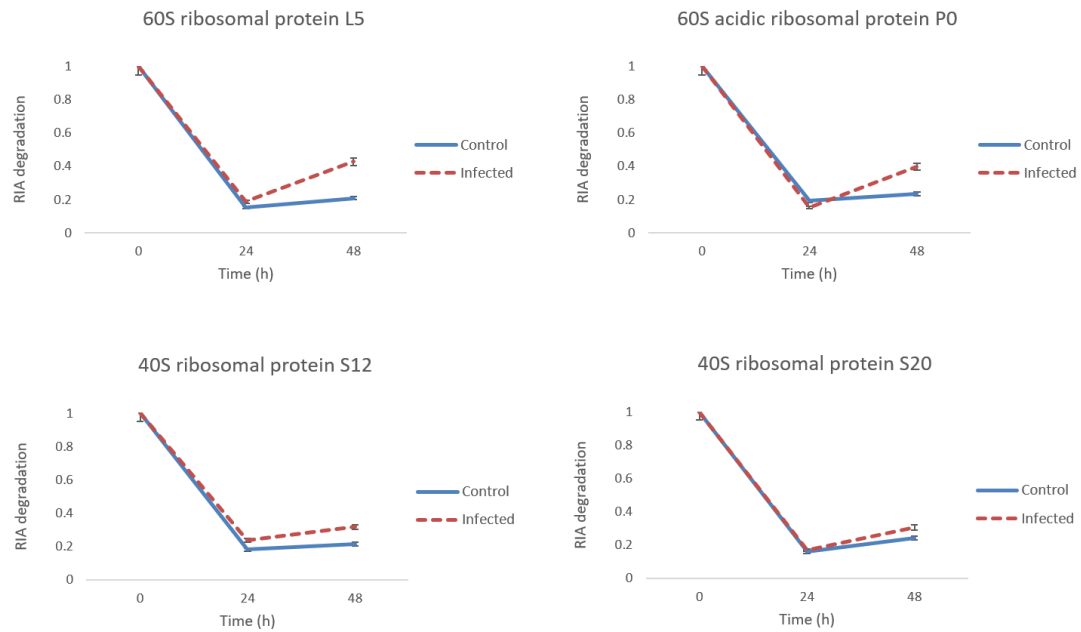 60S ribosomal protein L5
1
0.8
0.6
0.4
0.2
0
RIA degradation
0 24 48
Time (h)
Control
Infected
60S acidic ribosomal protein P0
1
0.8
0.6
0.4
0.2
0
RIA degradation
0 24 48
Time (h)
Control
Infected
40S ribosomal protein S12
1
0.8
0.6
0.4
0.2
0
RIA degradation
0 24 48
Time (h)
Control
Infected
40S ribosomal protein S20
1
0.8
0.6
0.4
0.2
0
RIA degradation
0 24 48
Time (h)
Control
Infected